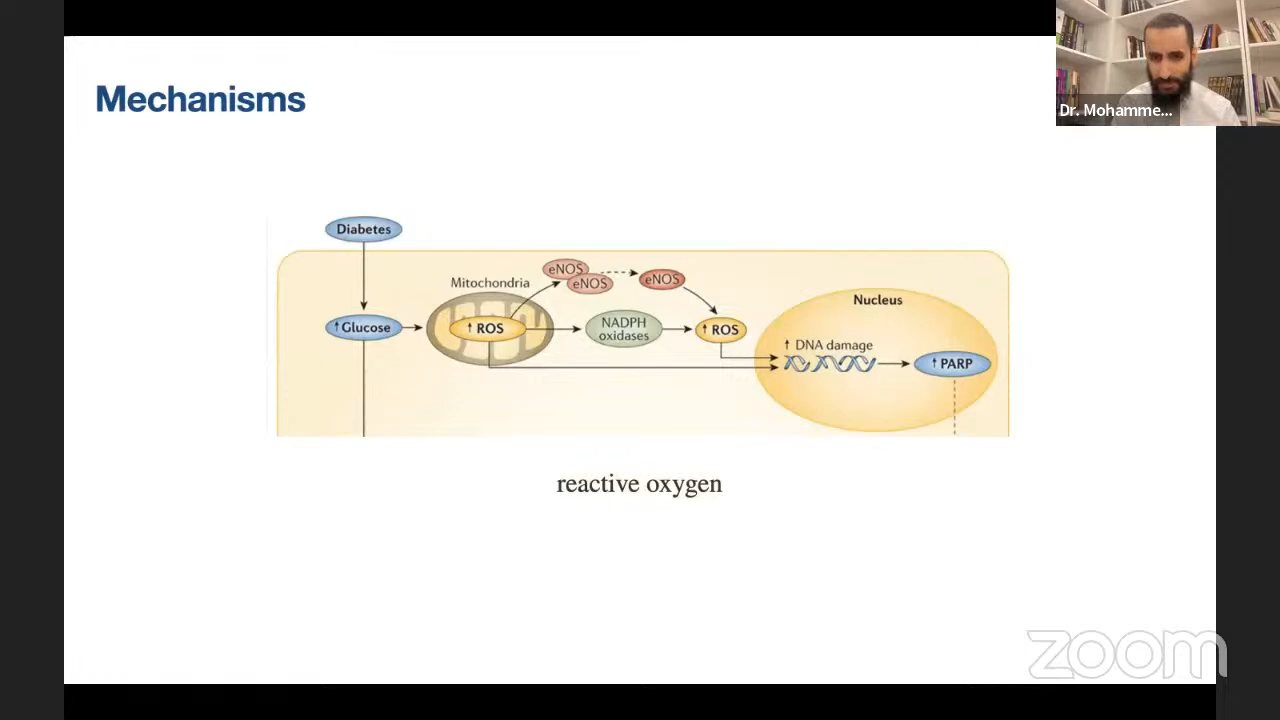 Mechanisms
Dr. Mohamme...
Diabetes
Mitochondria
eNOS
eNOS
eNOS
Nucleus
↑ Glucose
↑ ROS
NADPH
oxidases
↑ ROS
↑ DNA damage
↑ PARP
reactive oxygen
zoom